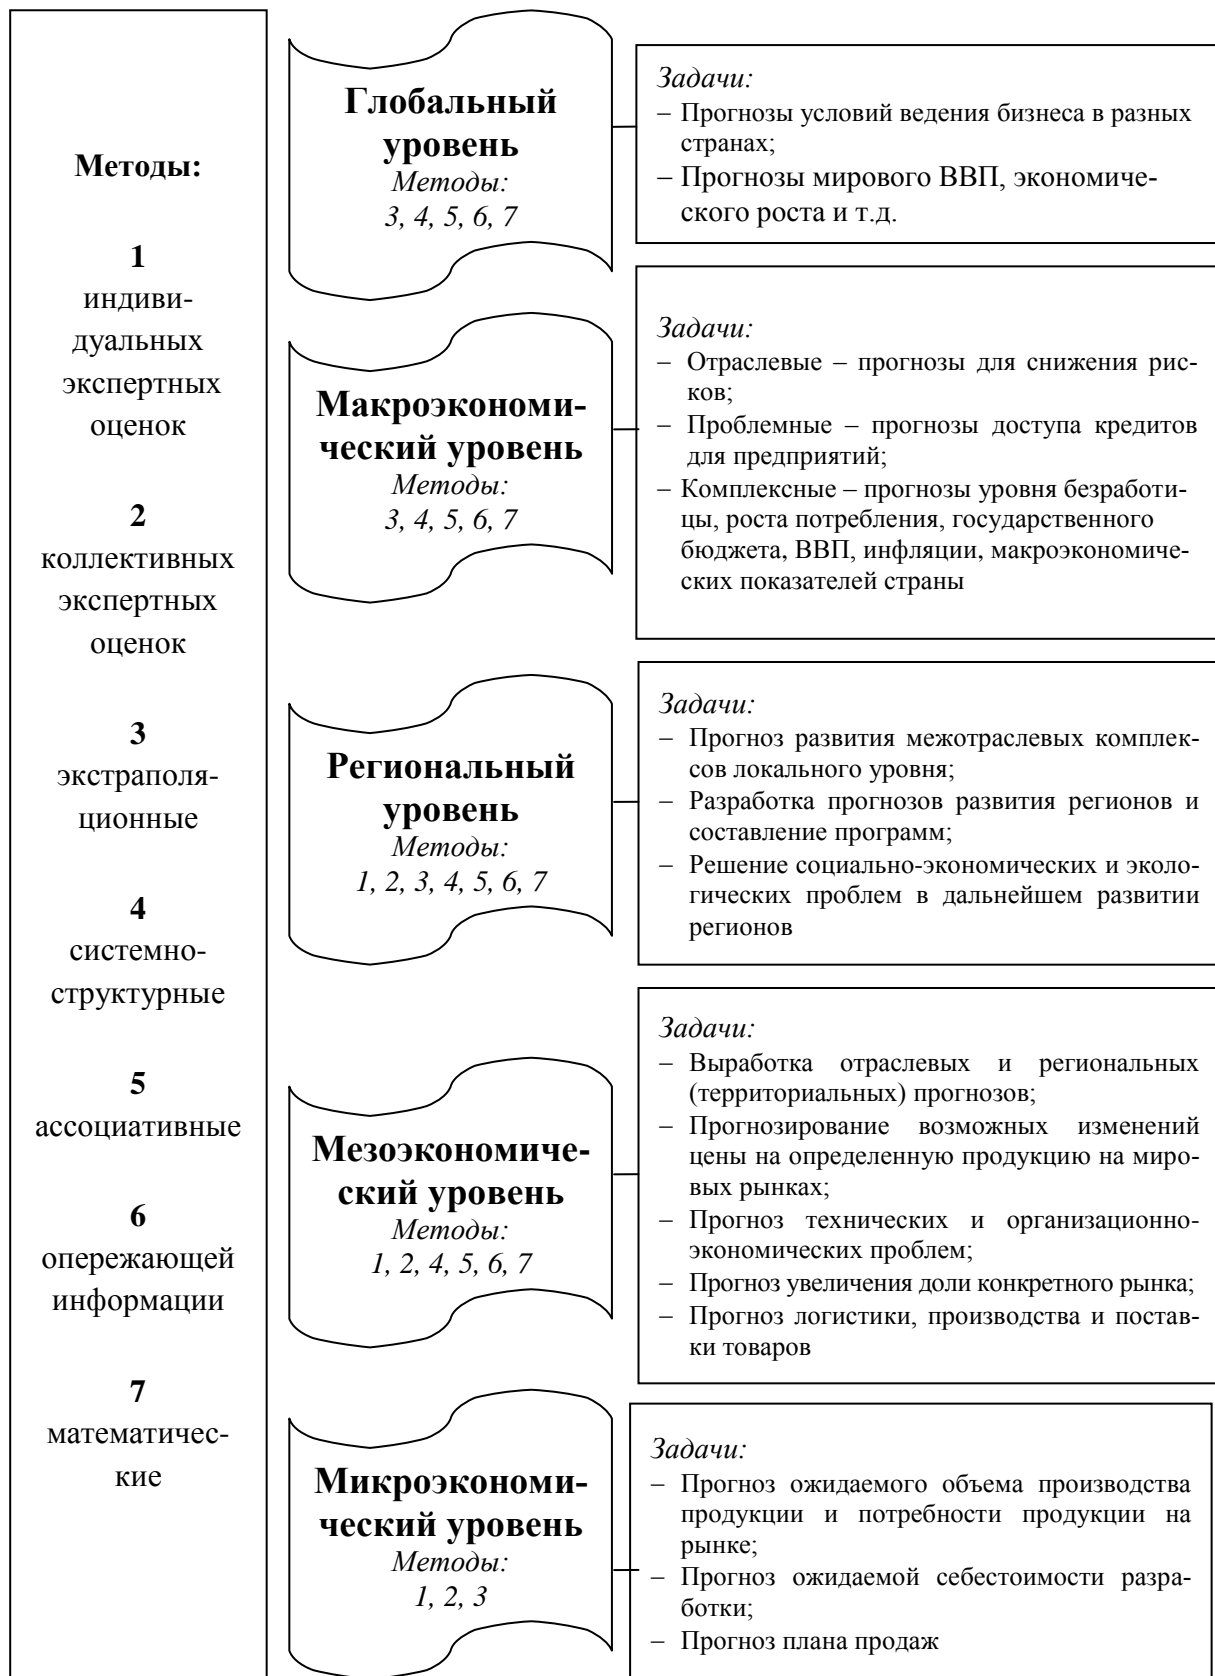 Методы:
1
индиви-
дуальных
экспертных
оценок
2
коллективных
экспертных
оценок
3
экстраполя-
ционные
4
системно-
структурные
5
ассоциативные
6
опережающей
информации
7
математичес-
кие
Глобальный
уровень
Методы:
3, 4, 5, 6, 7
Задачи:
– Прогнозы условий ведения бизнеса в разных
странах;
– Прогнозы мирового ВВП, экономиче-
ского роста и т.д.
Макроэкономи-
ческий уровень
Методы:
3, 4, 5, 6, 7
Задачи:
– Отраслевые – прогнозы для снижения рис-
ков;
– Проблемные – прогнозы доступа кредитов
для предприятий;
– Комплексные – прогнозы уровня безработи-
цы, роста потребления, государственного
бюджета, ВВП, инфляции, макроэкономиче-
ских показателей страны
Региональный
уровень
Методы:
1, 2, 3, 4, 5, 6, 7
Задачи:
– Прогноз развития межотраслевых комплек-
сов локального уровня;
– Разработка прогнозов развития регионов и
составление программ;
– Решение социально-экономических и эколо-
гических проблем в дальнейшем развитии
регионов
Мезоэкономиче-
ский уровень
Методы:
1, 2, 4, 5, 6, 7
Задачи:
– Выработка отраслевых и региональных
(территориальных) прогнозов;
– Прогнозирование возможных изменений
цены на определенную продукцию на миро-
вых рынках;
– Прогноз технических и организационно-
экономических проблем;
– Прогноз увеличения доли конкретного рынка;
– Прогноз логистики, производства и постав-
ки товаров
Микроэкономи-
ческий уровень
Методы:
1, 2, 3
Задачи:
– Прогноз ожидаемого объема производства
продукции и потребности продукции на
рынке;
– Прогноз ожидаемой себестоимости разра-
ботки;
– Прогноз плана продаж